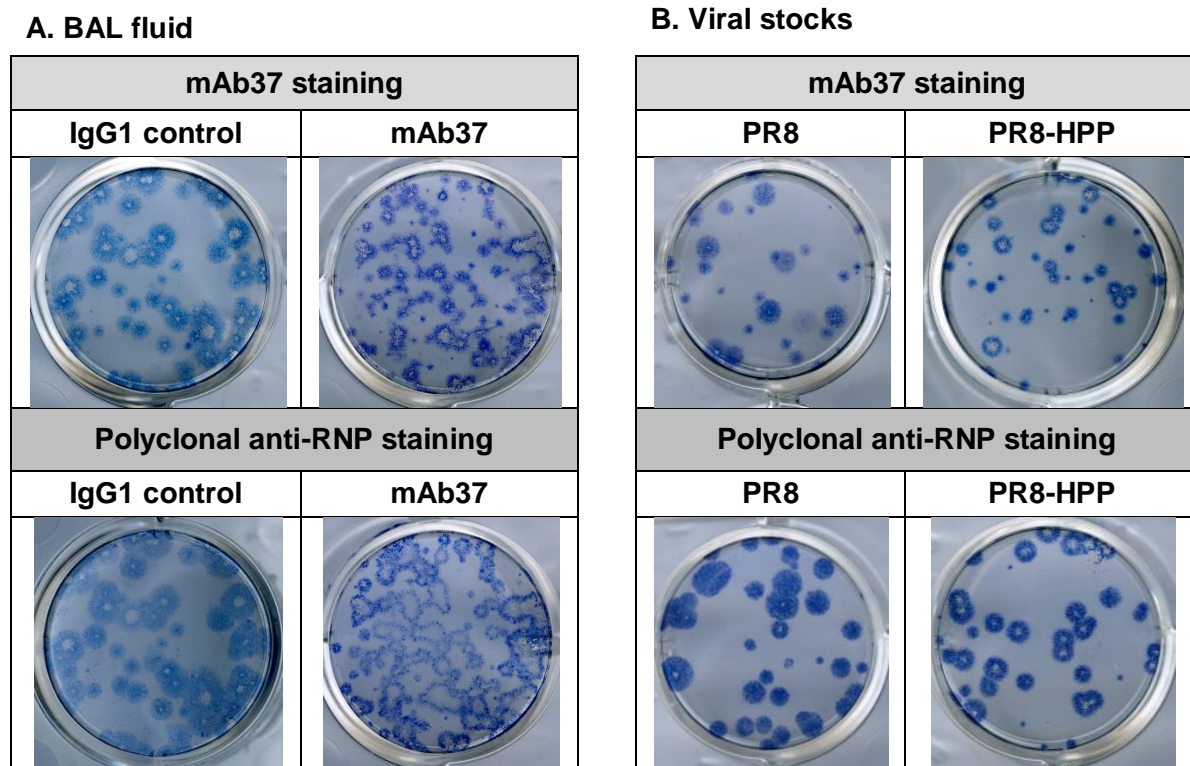 A. BAL fluid
mAb37 staining
IgG1 control mAb37
Polyclonal anti-RNP staining
IgG1 control mAb37
B. Viral stocks
mAb37 staining
PR8 PR8-HPP
Polyclonal anti-RNP staining
PR8 PR8-HPP